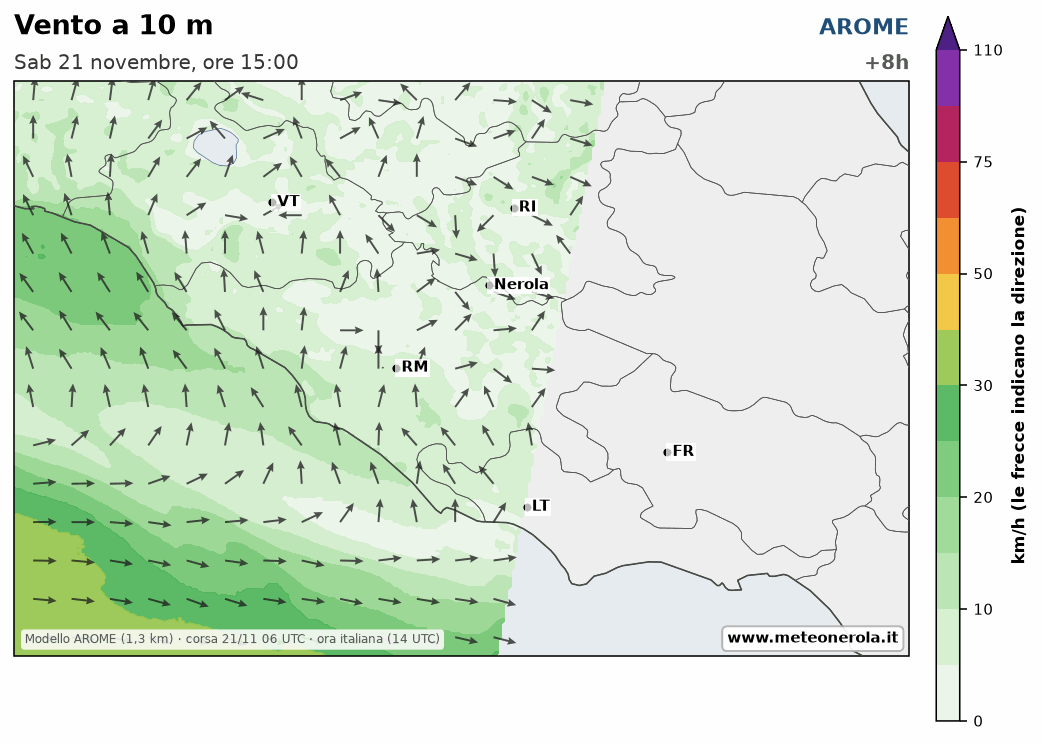 Vento a 10 m
AROME
Sab 21 novembre, ore 15:00
+8h
VT
RI
Nerola
RM
FR
LT
Modello AROME (1,3 km) · corsa 21/11 06 UTC · ora italiana (14 UTC)
www.meteonerola.it
110
75
50
30
20
10
0
km/h (le frecce indicano la direzione)